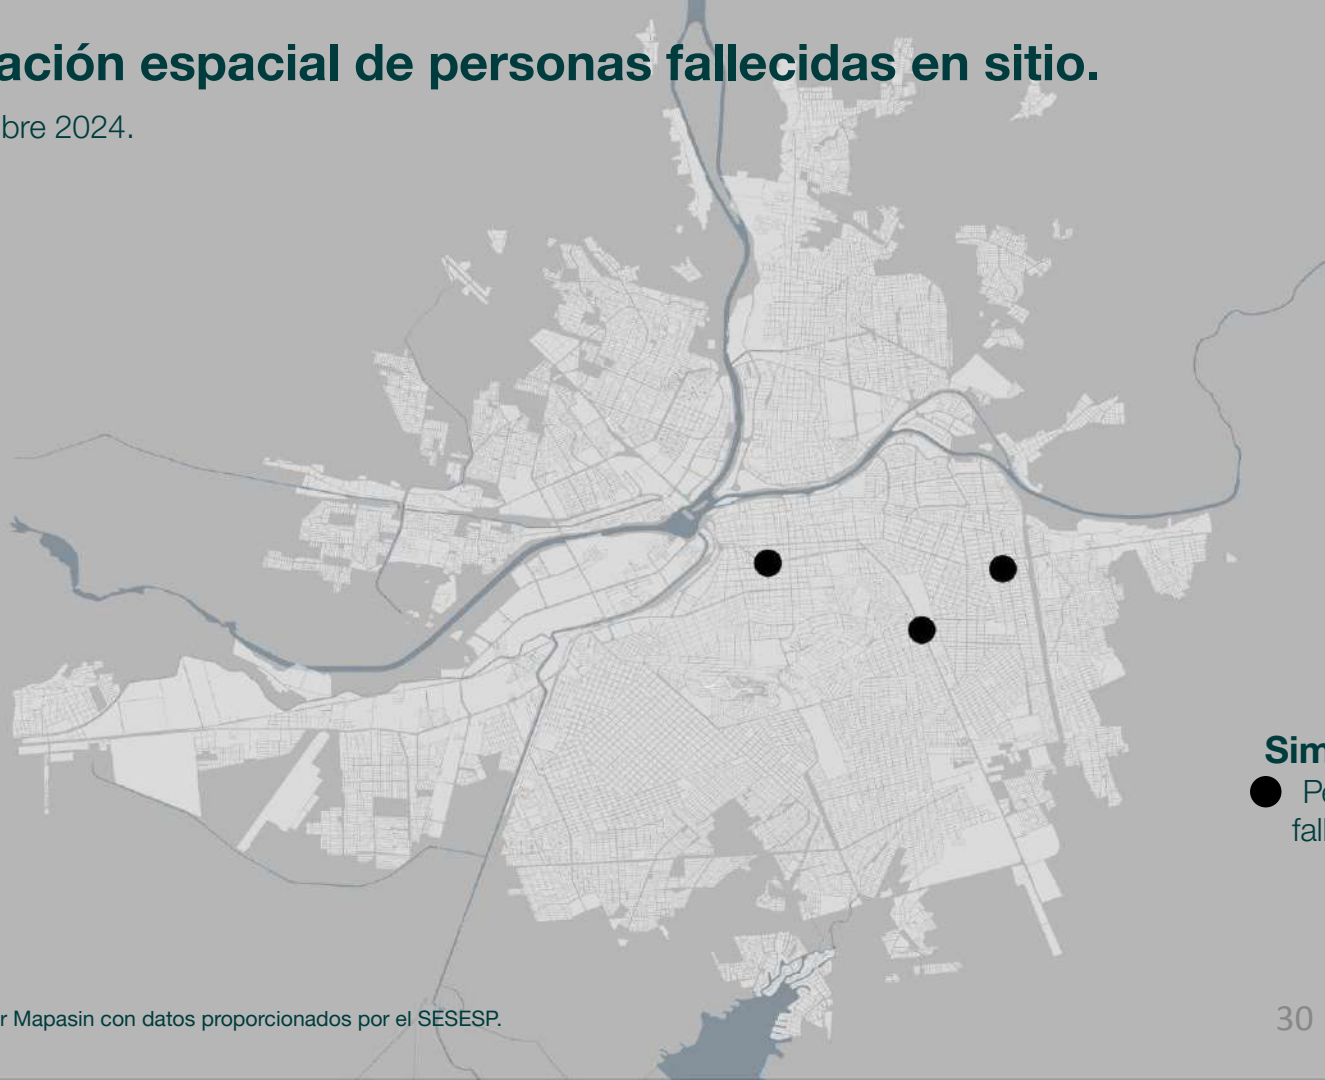 ación espacial de personas fallecidas en sitio.
bre 2024.
Sim
Pe
fall
r Mapasin con datos proporcionados por el SESESP.
30